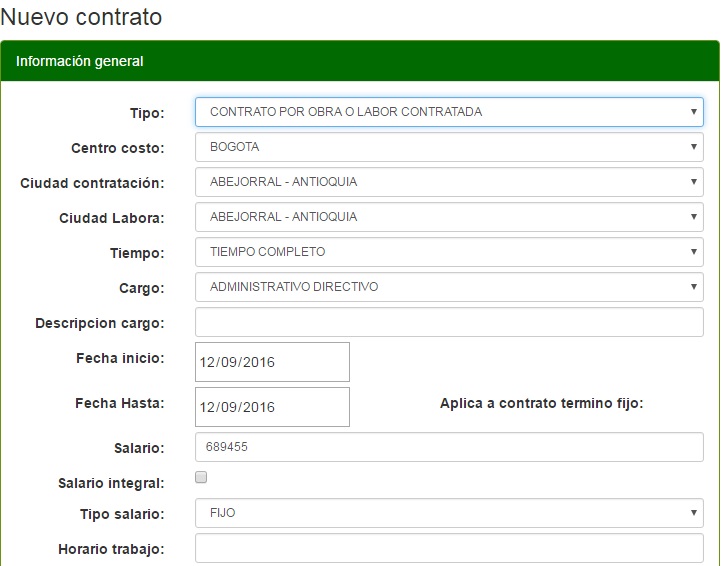 Nuevo contrato
Información general
Tipo: CONTRATO POR OBRA O LABOR CONTRATADA
Centro costo: BOGOTA
Ciudad contratación: ABEJORRAL - ANTIOQUIA
Ciudad Labora: ABEJORRAL - ANTIOQUIA
Tiempo: TIEMPO COMPLETO
Cargo: ADMINISTRATIVO DIRECTIVO
Descripcion cargo:
Fecha inicio: 12/09/2016
Fecha Hasta: 12/09/2016 Aplica a contrato termino fijo:
Salario: 689455
Salario integral:
Tipo salario: FIJO
Horario trabajo: